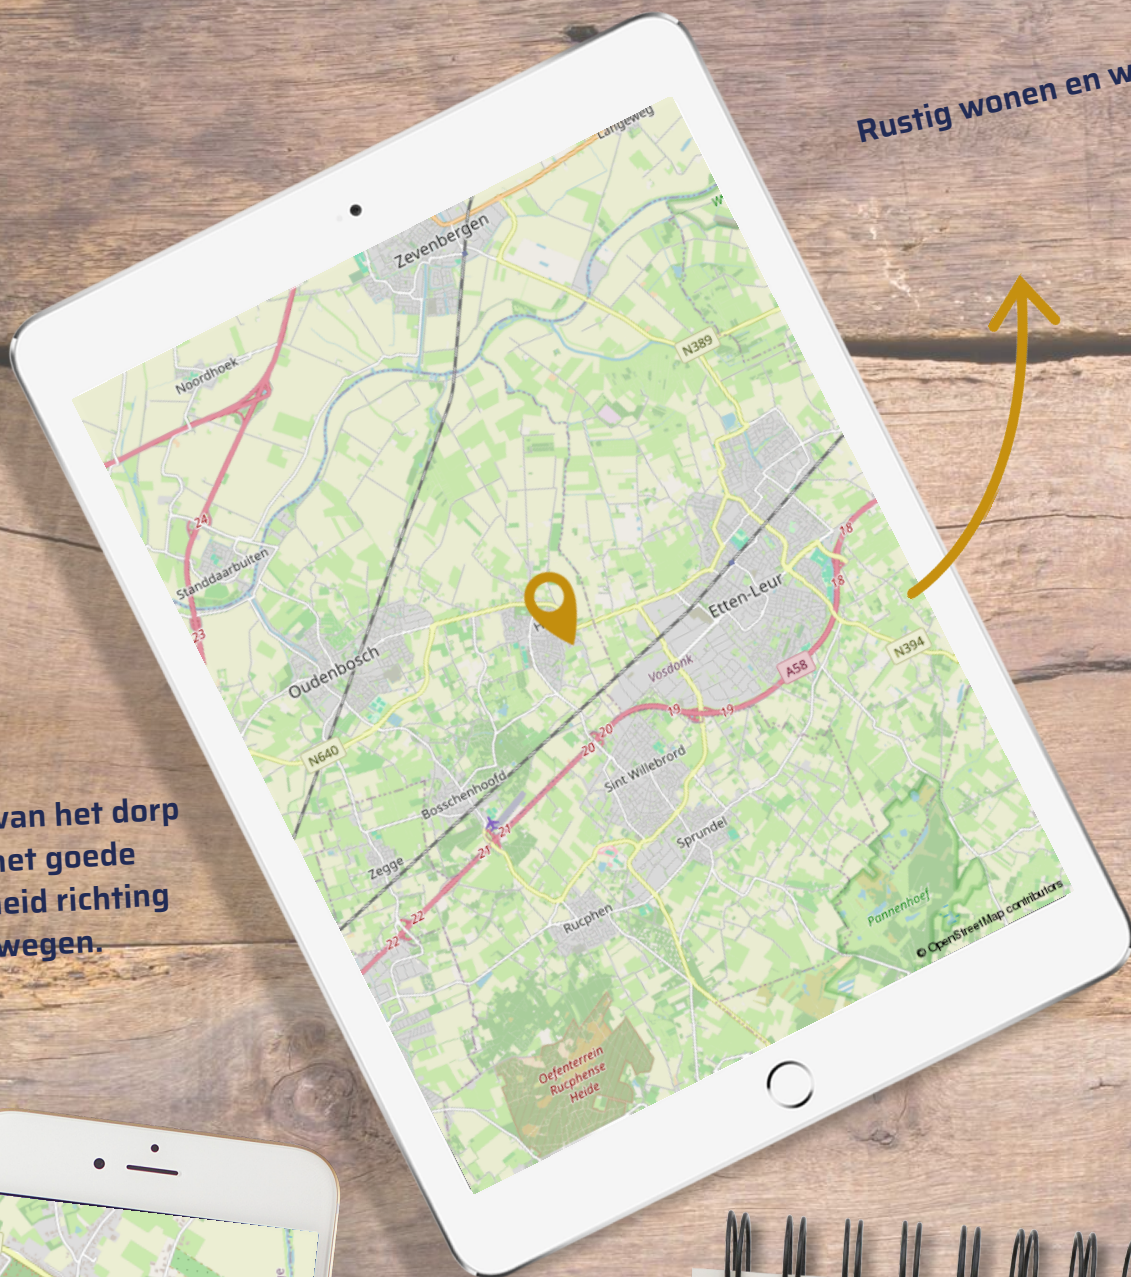 Rustig wonen en w
Langeweg
Zevenbergen
N389
Noordhoek
24
Standdaarbuiten
23
Etten-Leur
18
18
Oudenbosch
Vosdonk
N394
A58
19
19
20
20
N640
Sint Willebrord
Bosschenhoofd
21
21
Sprundel
Zegge
22
22
Rucphen
Pannenhoef
© OpenStreetMap contributors
Oefenterrein
Rucphense
Heide
van het dorp
net goede
eid richting
wegen.